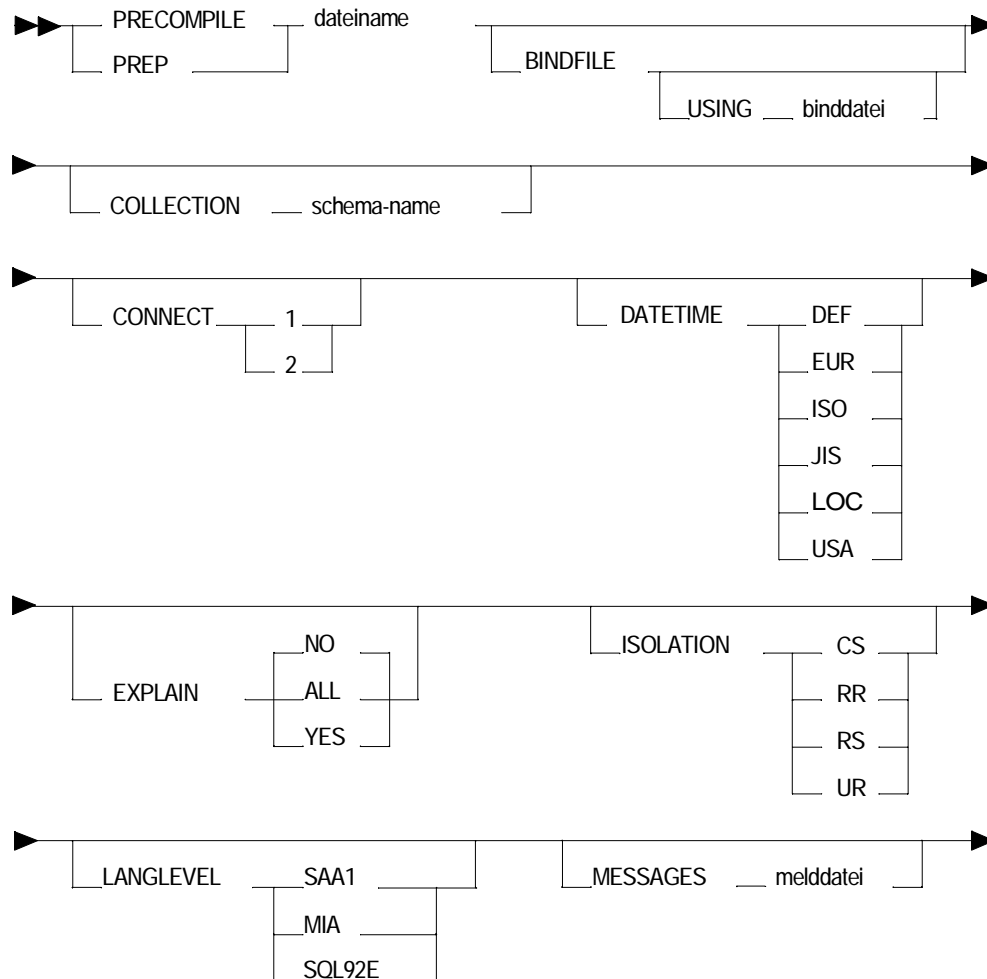 PRECOMPILE dateiname
PREP BINDFILE
USING binddatei
COLLECTION schema-name
CONNECT 1 DATETIME DEF
2 EUR
ISO
JIS
LOC
USA
NO ISOLATION CS
EXPLAIN ALL RR
YES RS
UR
LANGLEVEL SAA1 MESSAGES melddatei
MIA
SQL92E